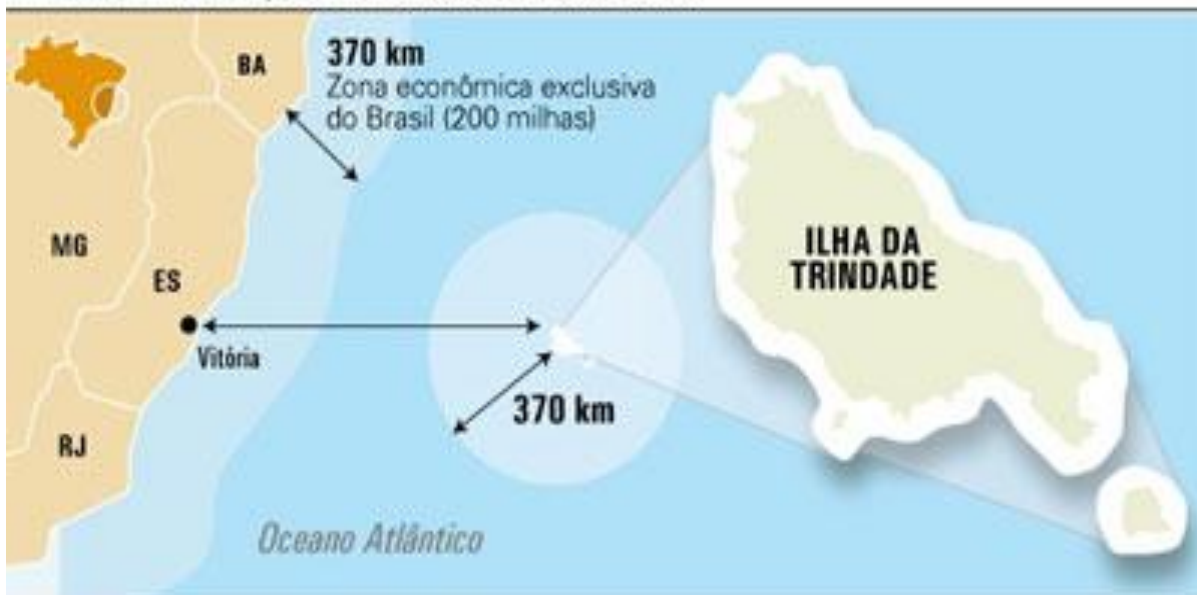 BA
370 km
Zona econômica exclusiva
do Brasil (200 milhas)
MG
ES
Vitória
RJ
370 km
ILHA DA
TRINDADE
Oceano Atlântico